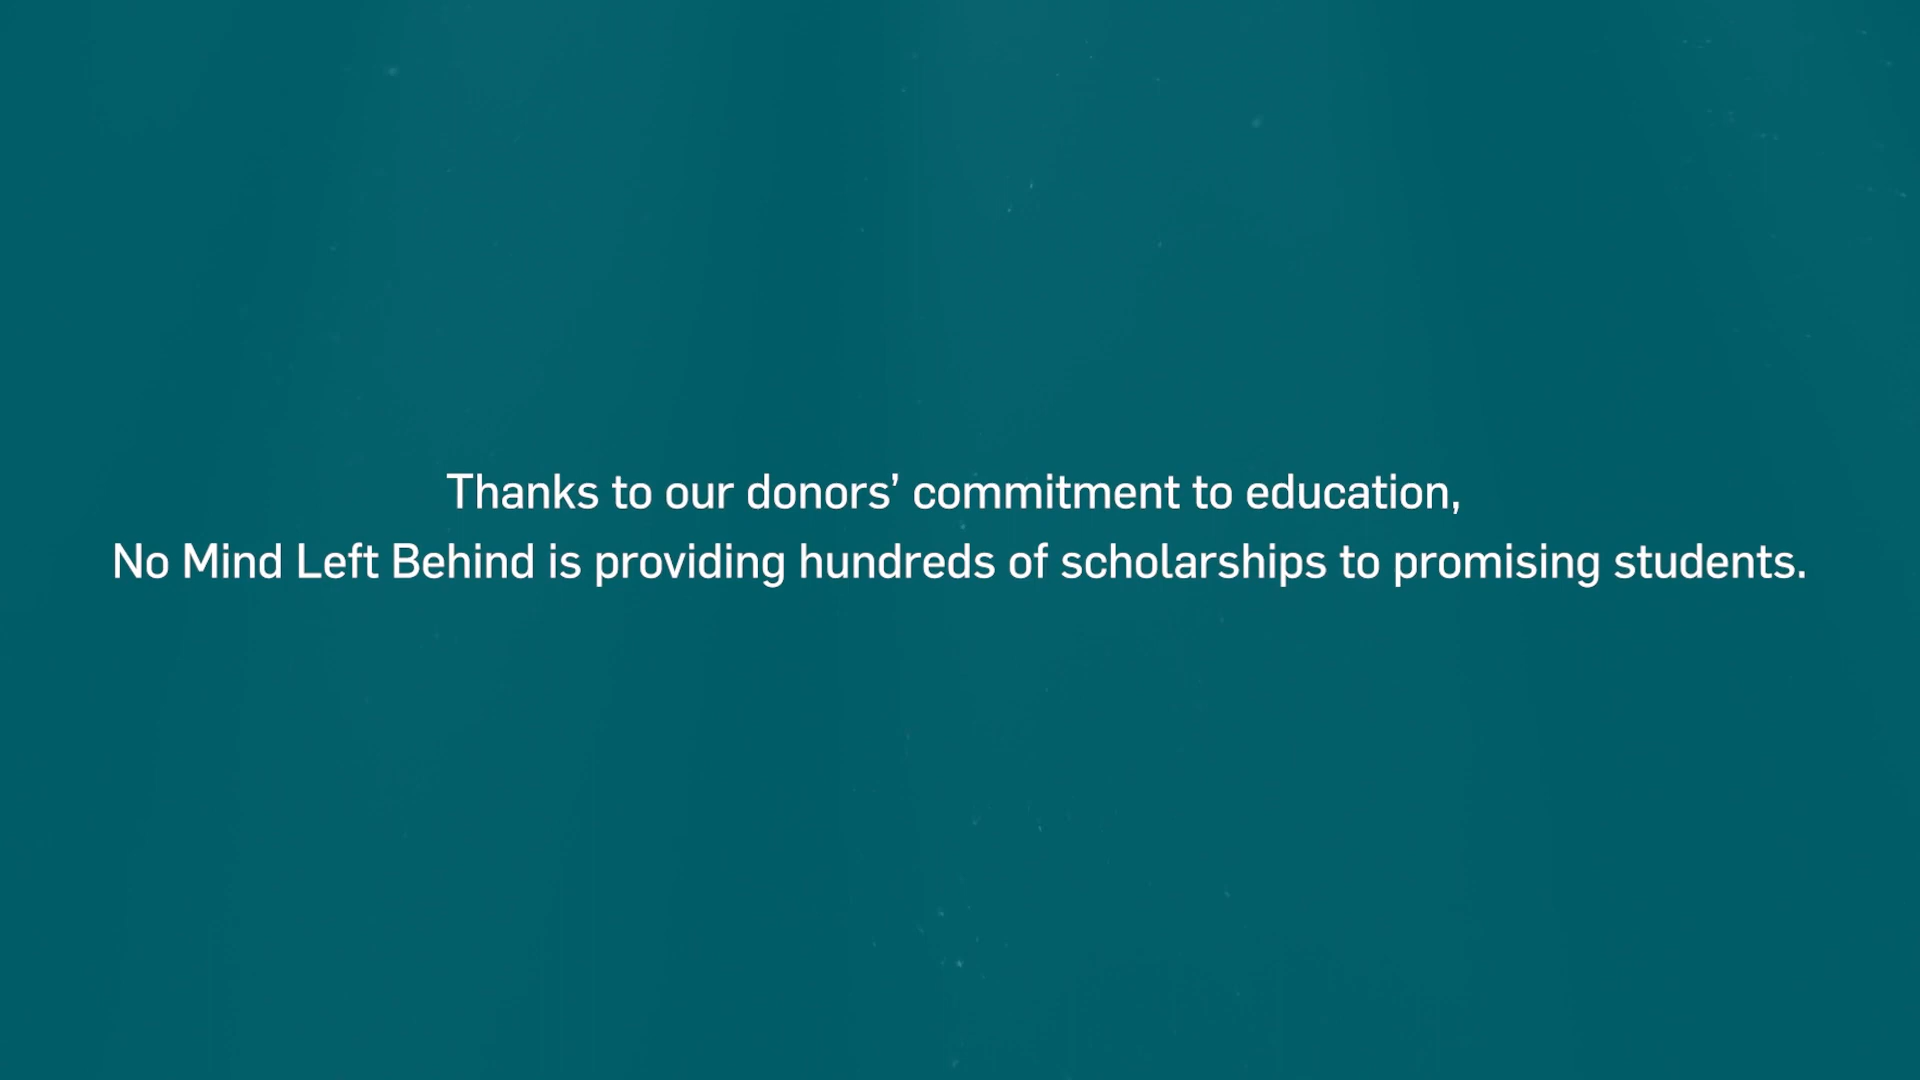 Thanks to our donors’ commitment to education,
No Mind Left Behind is providing hundreds of scholarships to promising students.